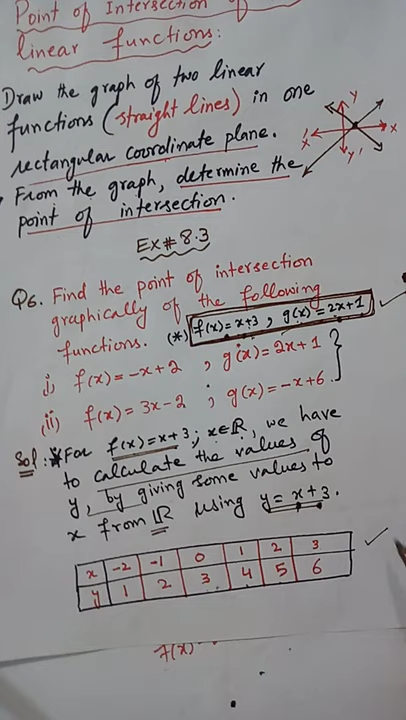 Point of Intersection of
linear functions:
Draw the graph of two linear
functions (straight lines) in one
rectangular coordinate plane.
From the graph, determine the
point of intersection.
Y
X' X
Y'
EX# 8.3
Q6. Find the point of intersection
graphically of the following
functions. (*) f(x)=x+3, g(x)=2x+1
i) f(x)=-x+2 , g(x)=2x+1
(ii) f(x)=3x-2 , g(x)=-x+6.
Sol: * For f(x)=x+3; x∈ℝ, we have
to calculate the values of
y, by giving some values to
x from ℝ using y=x+3.
x -2 -1 0 1 2 3
y 1 2 3 4 5 6
f(x)